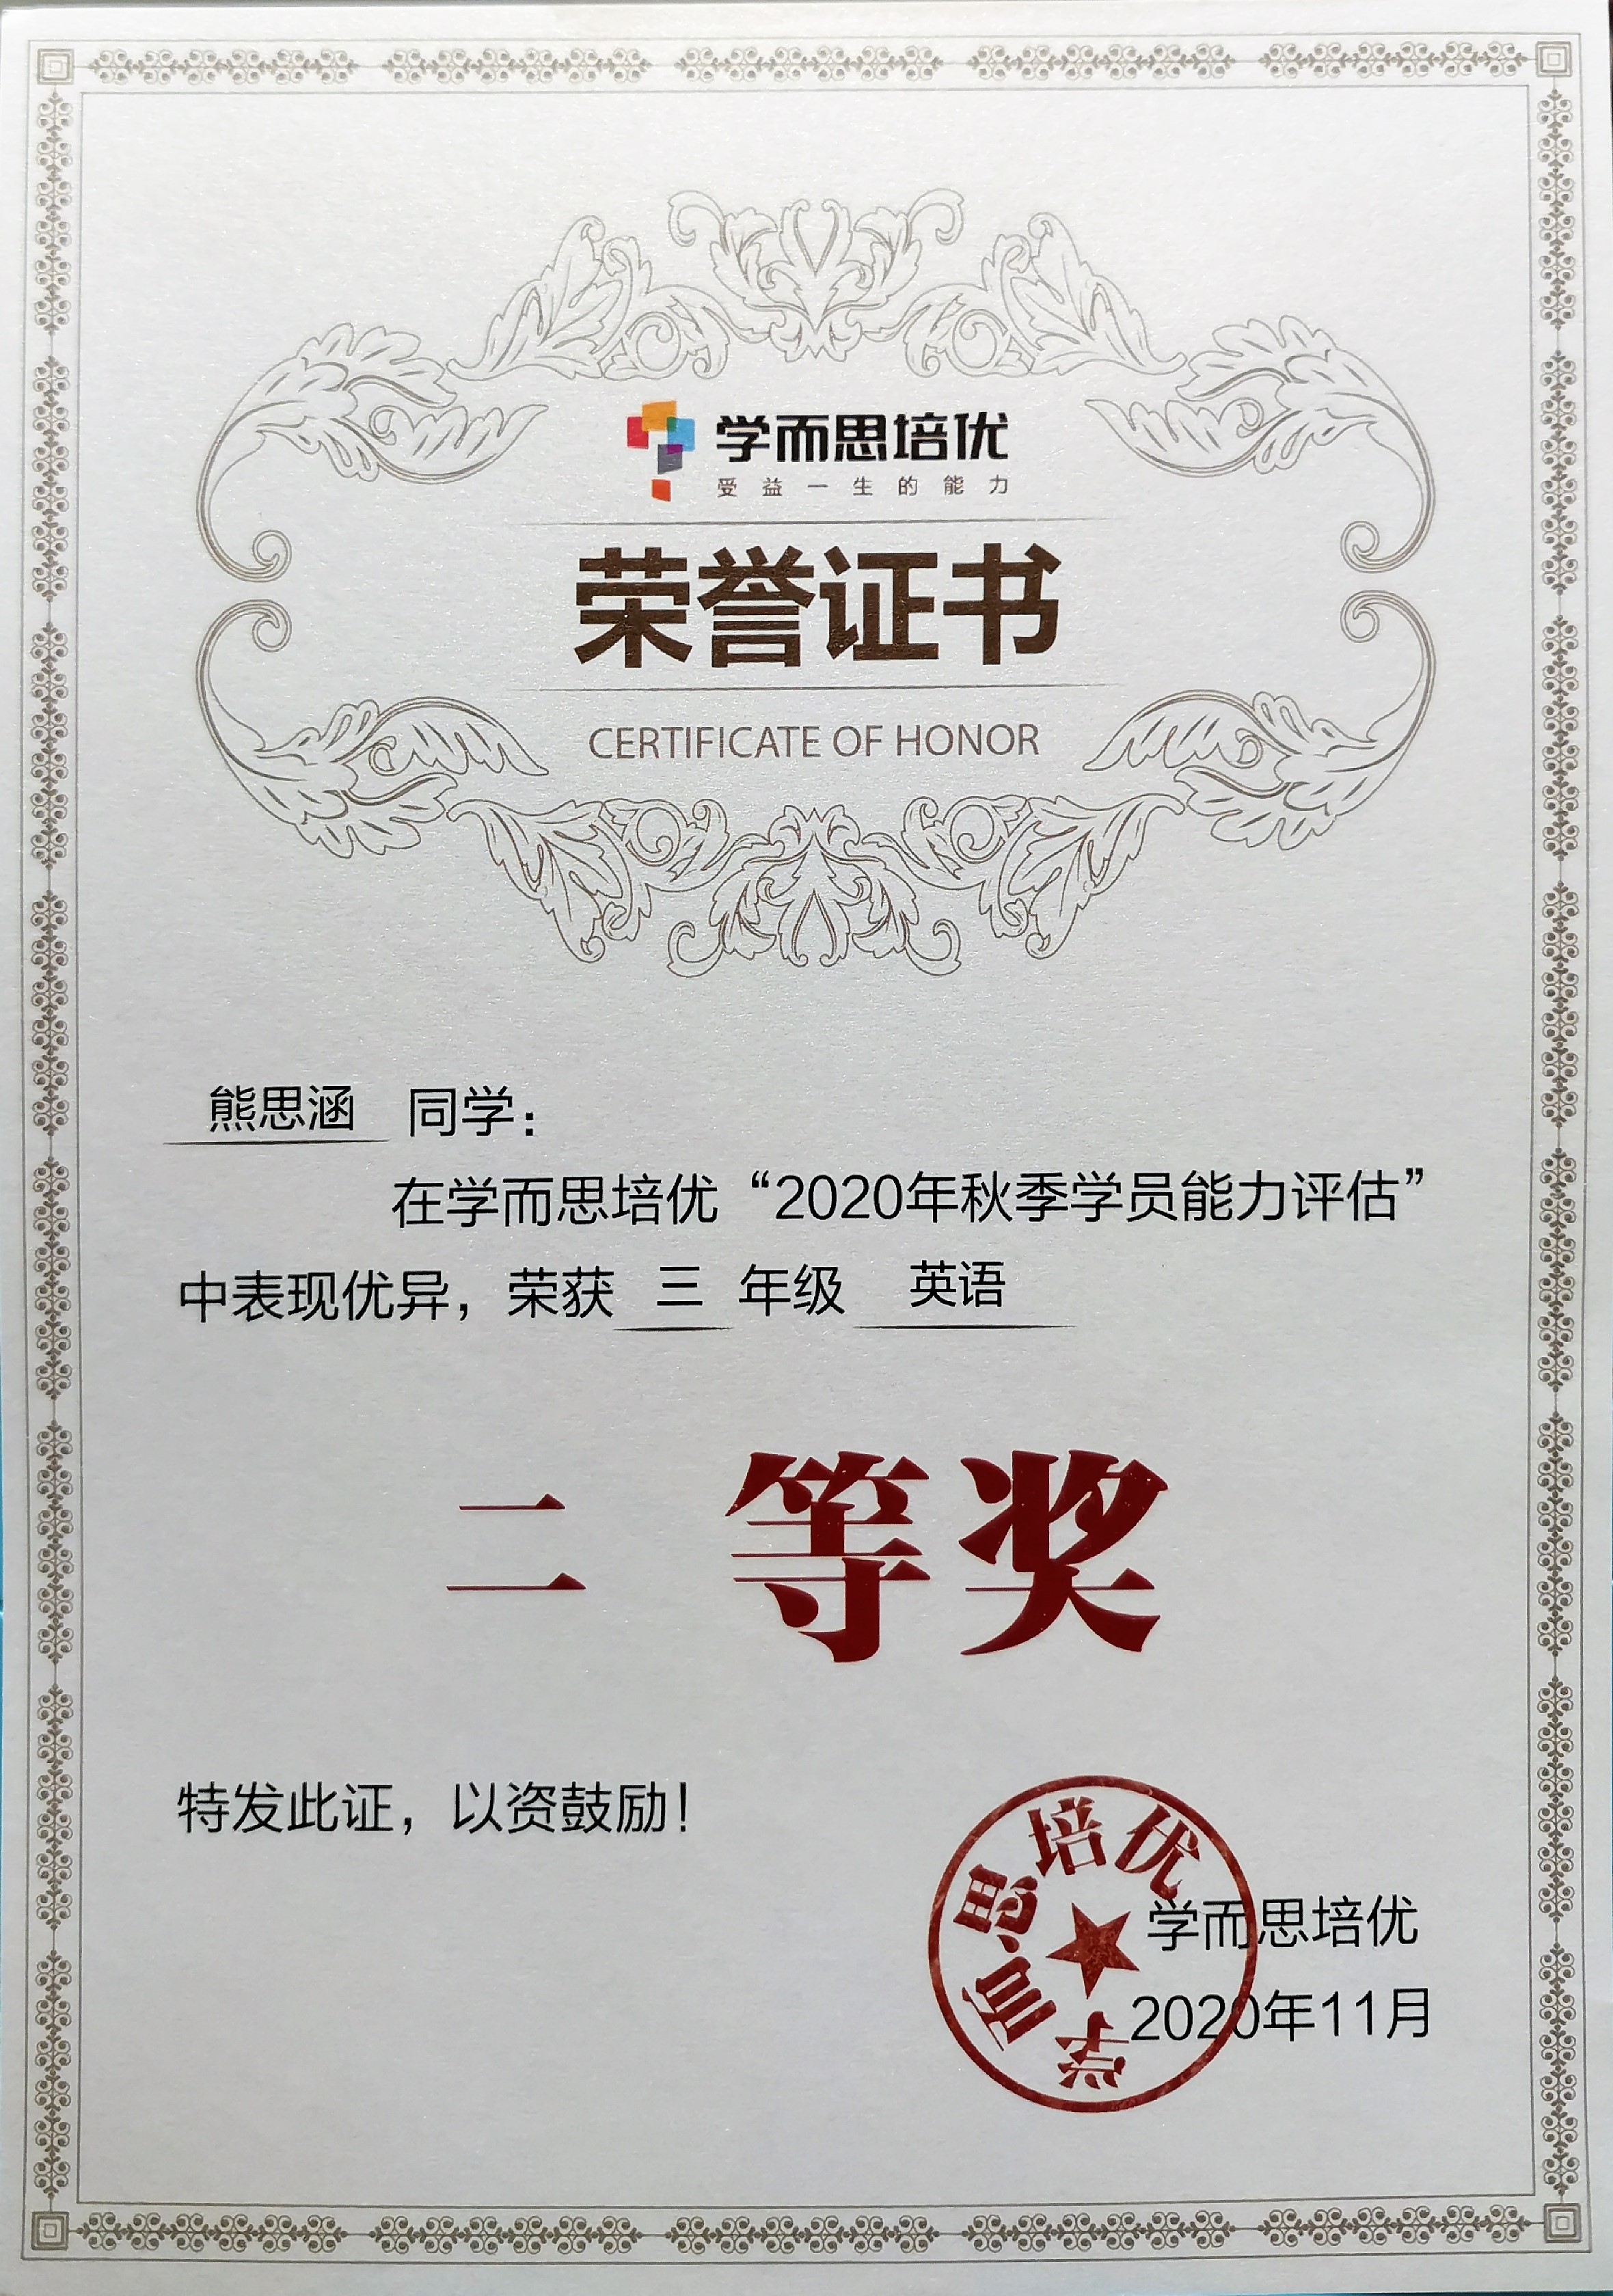 学而思培优
受益一生的能力
荣誉证书
CERTIFICATE OF HONOR
熊思涵 同学：
在学而思培优“2020年秋季学员能力评估”
中表现优异，荣获 三 年级 英语
二 等奖
特发此证，以资鼓励！
学而思培优
学而思培优
2020年11月